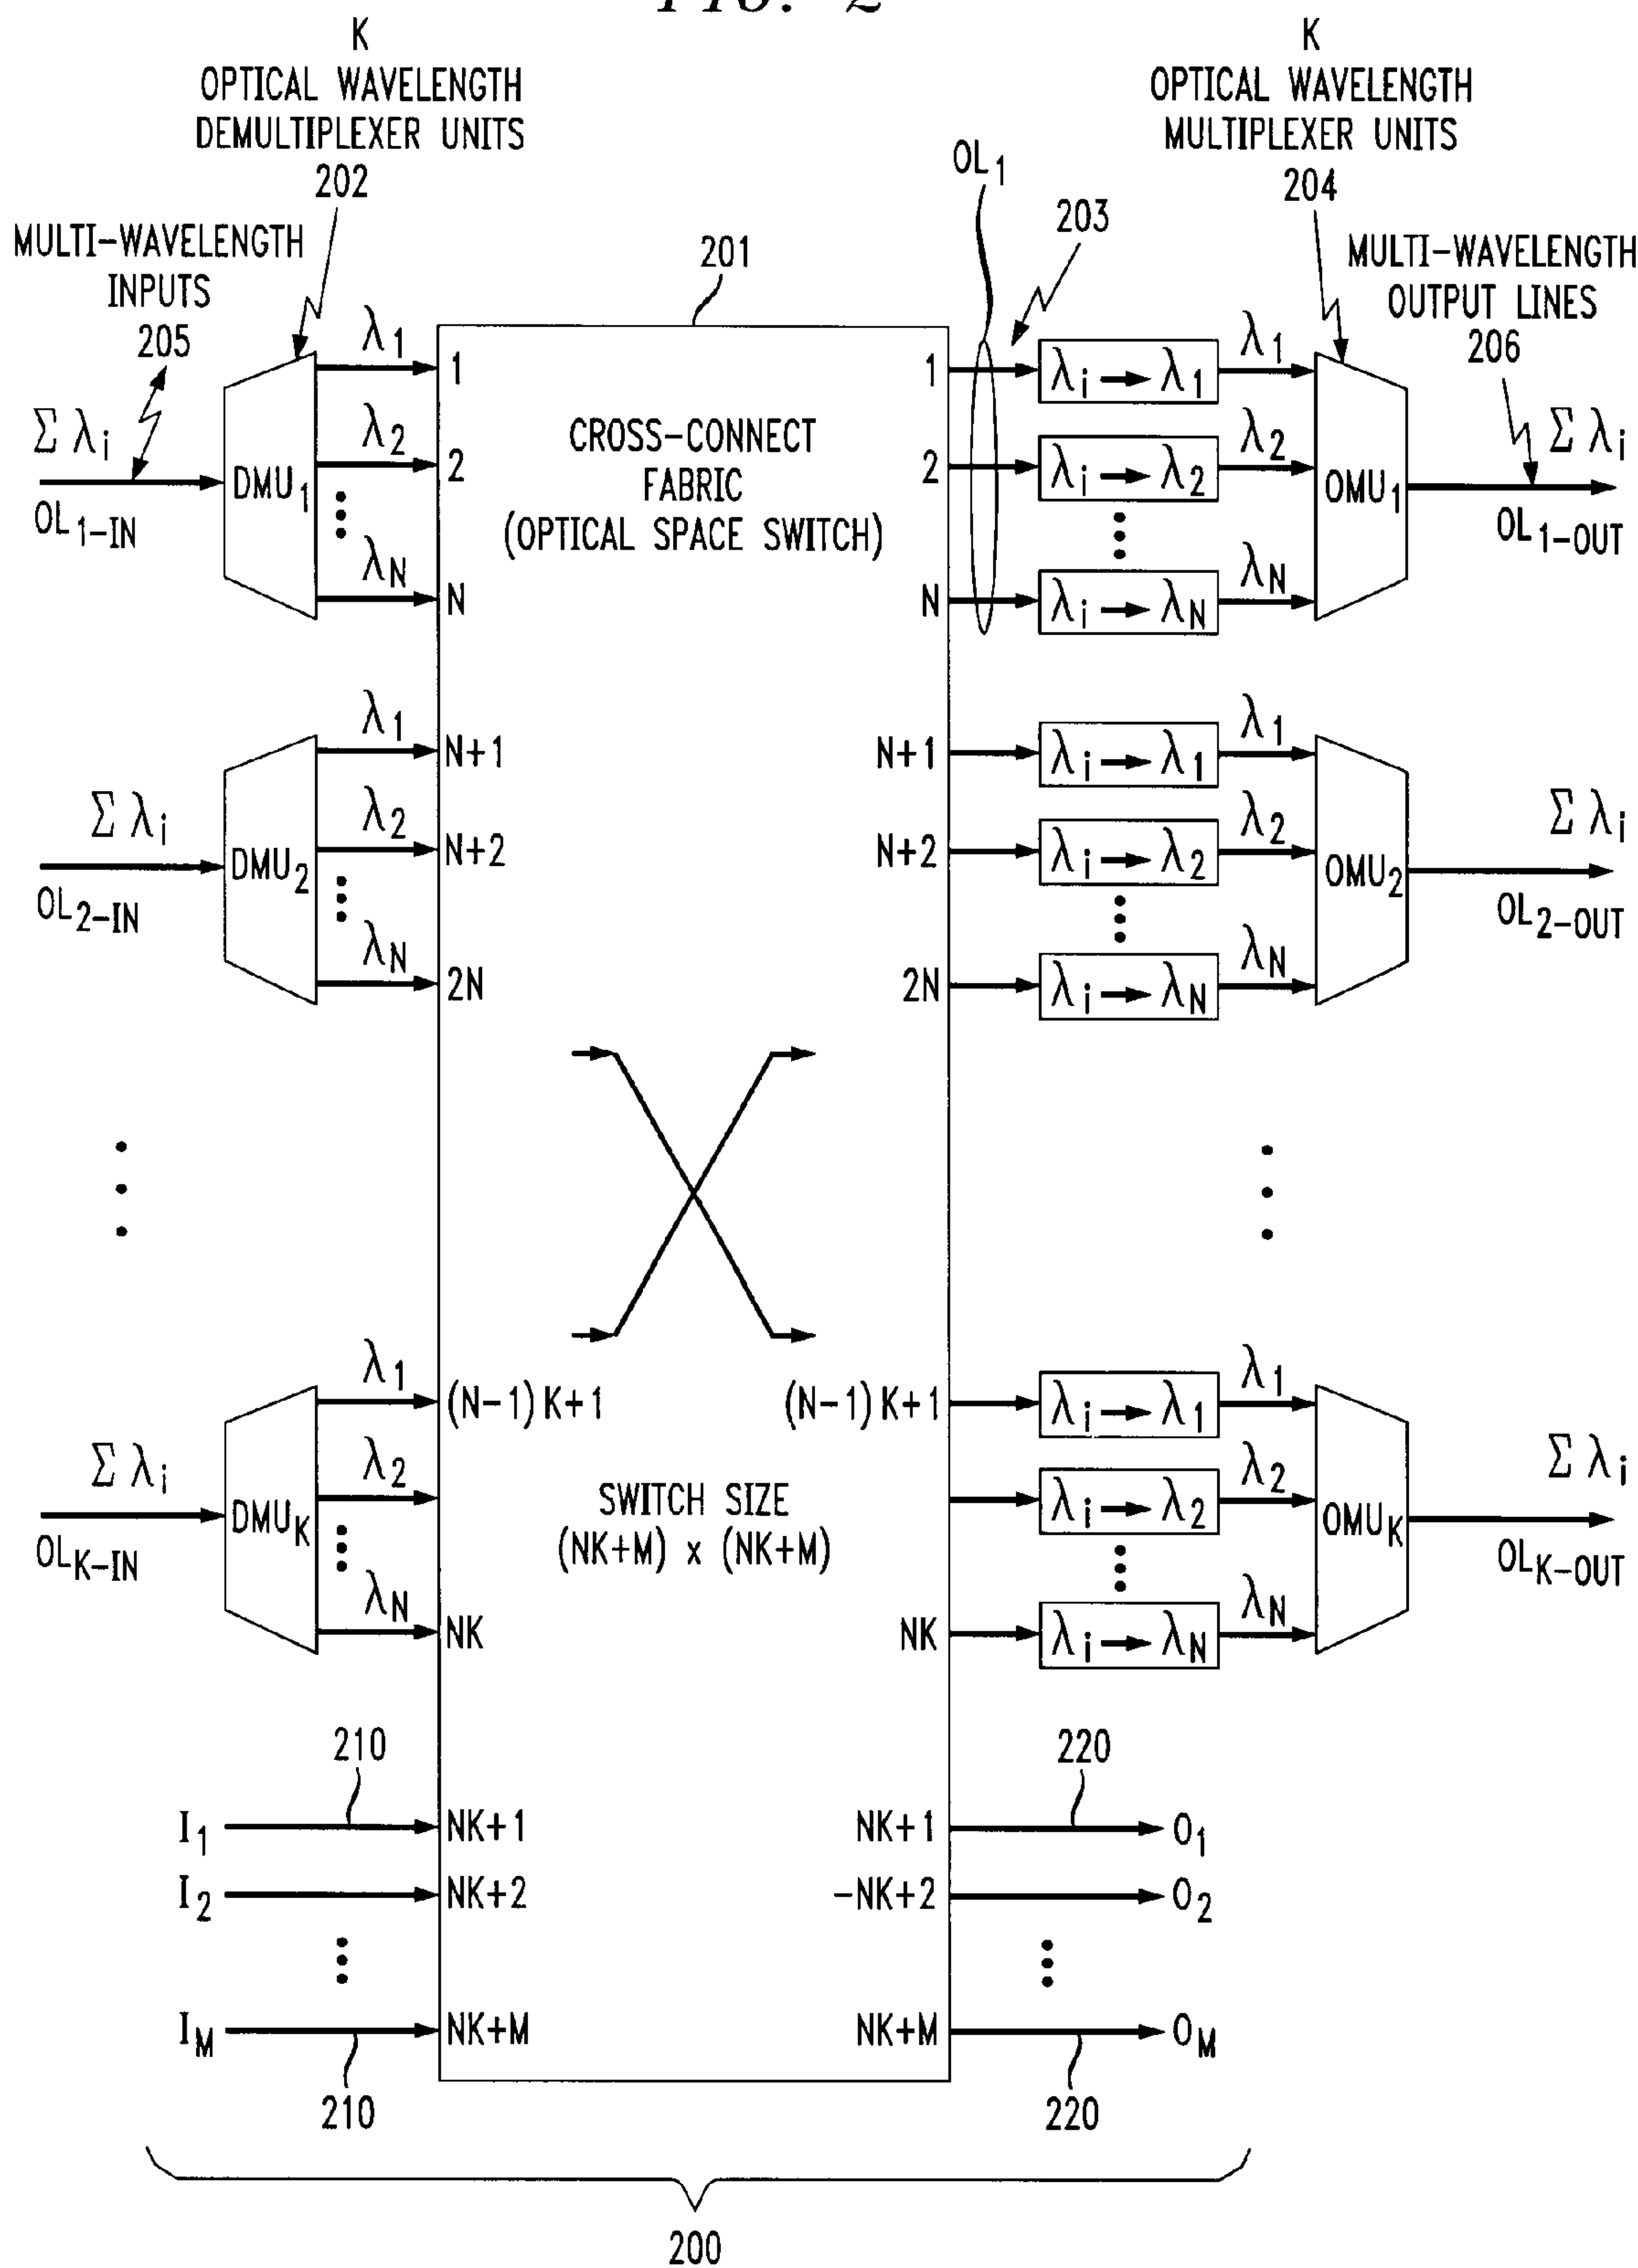 FIG. 2
K
OPTICAL WAVELENGTH
DEMULTIPLEXER UNITS
202
K
OPTICAL WAVELENGTH
MULTIPLEXER UNITS
204
MULTI-WAVELENGTH
INPUTS
205
OL1
203
201
MULTI-WAVELENGTH
OUTPUT LINES
206
Σ λi
OL1-IN
DMU1
λ1
λ2
λN
1
2
N
CROSS-CONNECT
FABRIC
(OPTICAL SPACE SWITCH)
1
2
N
λi → λ1
λi → λ2
λi → λN
λ1
λ2
λN
OMU1
Σ λi
OL1-OUT
Σ λi
OL2-IN
DMU2
λ1
λ2
λN
N+1
N+2
2N
N+1
N+2
2N
λi → λ1
λi → λ2
λi → λN
λ1
λ2
λN
OMU2
Σ λi
OL2-OUT
Σ λi
OLK-IN
DMUK
λ1
λ2
λN
(N-1)K+1
NK
SWITCH SIZE
(NK+M) x (NK+M)
(N-1)K+1
NK
λi → λ1
λi → λ2
λi → λN
λ1
λ2
λN
OMUK
Σ λi
OLK-OUT
210
220
I1 NK+1
NK+1 O1
I2 NK+2
-NK+2 O2
IM NK+M
NK+M OM
210
220
200